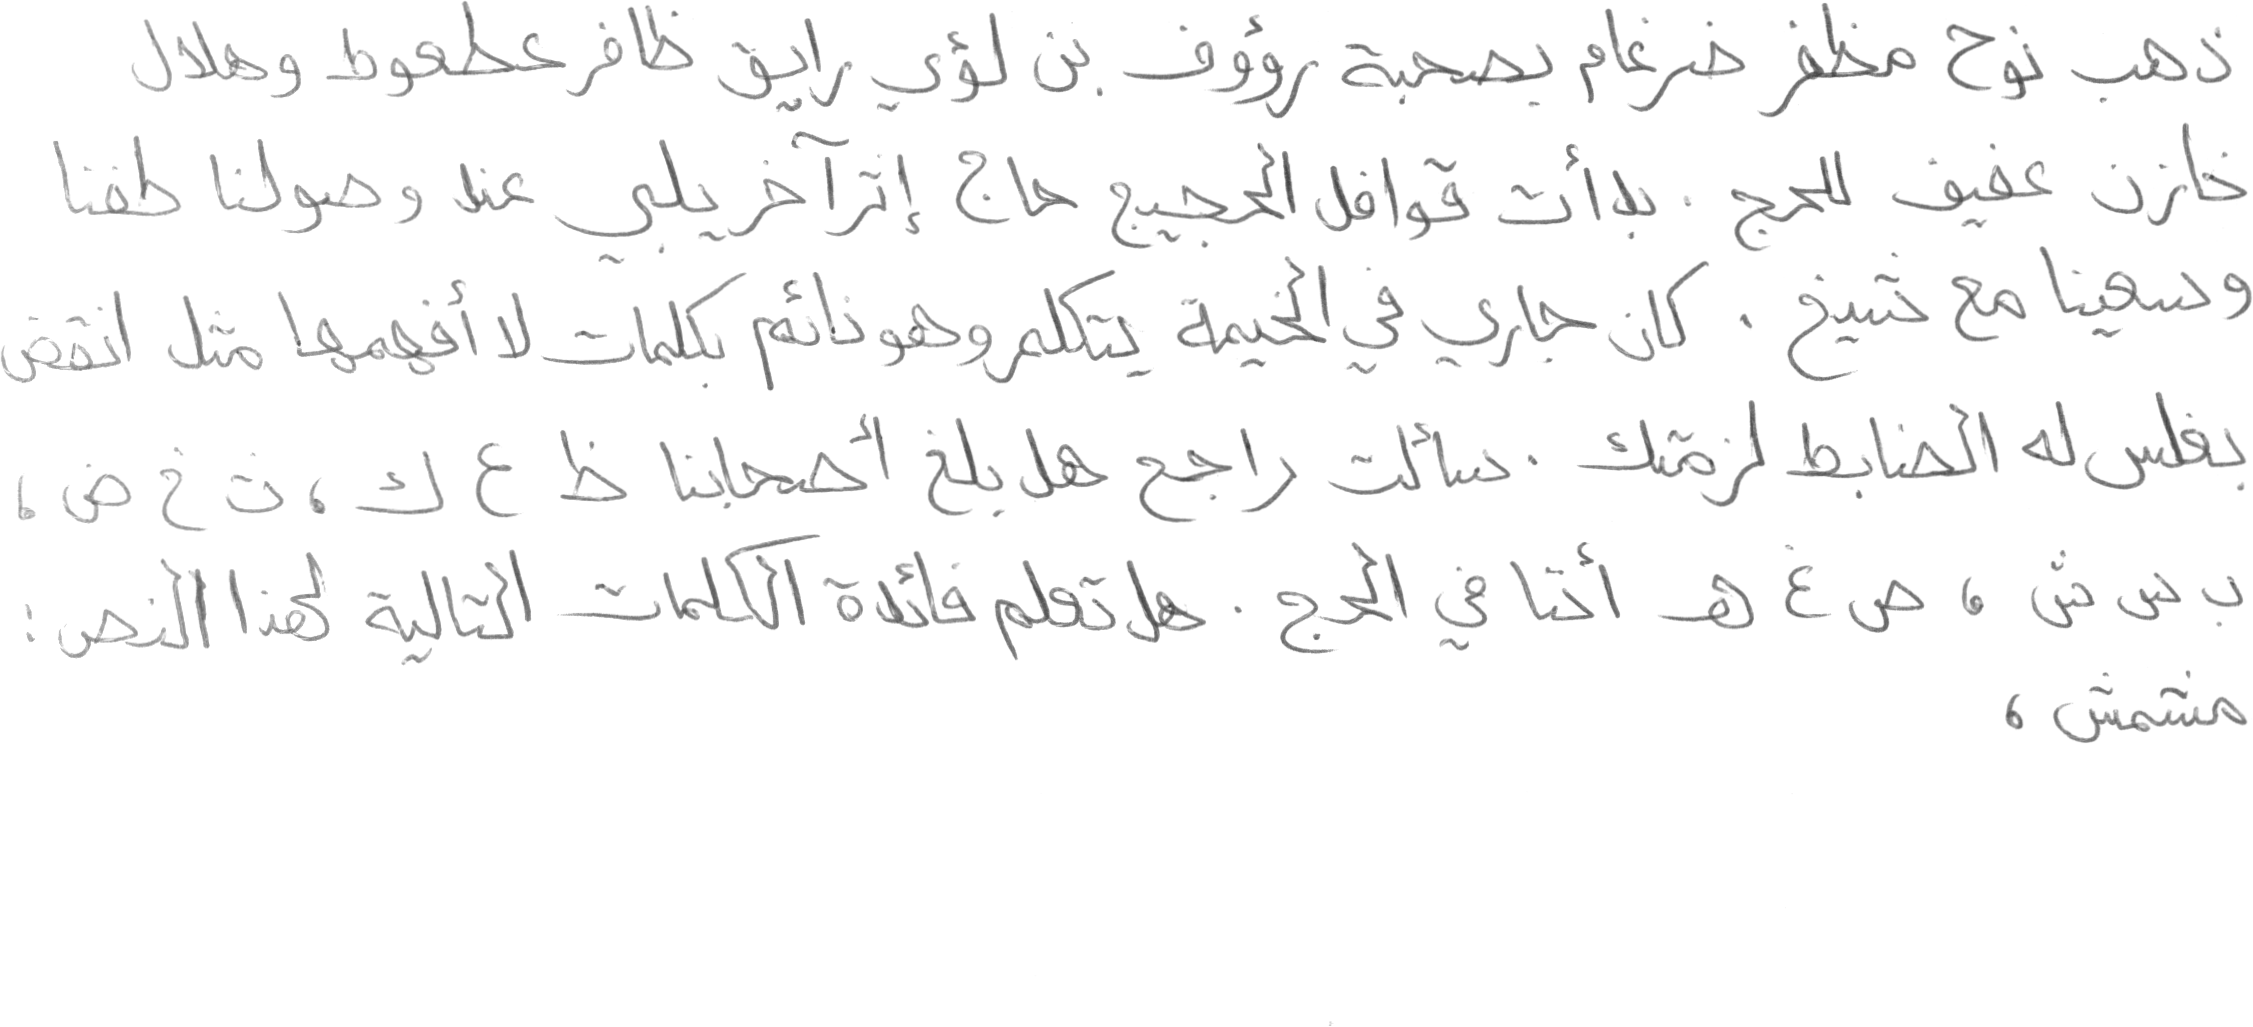 ذهب نوح مظفر ضرغام بصحبة رؤوف بن لؤي رايق ظافر عطعوط وهلال
خازن عفيف للحج . بدأت قوافل الحجيج حاج إثر آخر يلبي عند وصولنا طفنا
وسعينا مع شيخ . كان جاري في الخيمة يتكلم وهو نائم بكلمات لا أفهمها مثل انقض
بغلس له الضابط لزمتك . سألت راجح هل بلغ أصحابنا ظ ع ك ، ث غ ض ،
ب س ش ، ص غ هـ أننا في الحج . هل تعلم فائدة الكلمات التالية لهذا النص :
مشمش ،